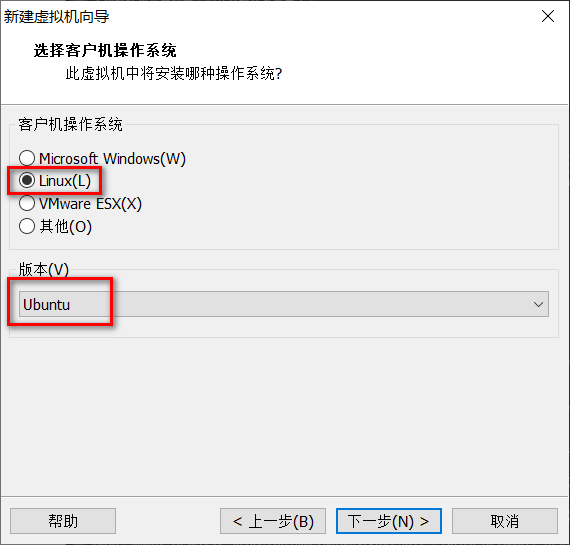 新建虚拟机向导
选择客户机操作系统
此虚拟机中将安装哪种操作系统?
客户机操作系统
Microsoft Windows(W)
Linux(L)
VMware ESX(X)
其他(O)
版本(V)
Ubuntu
帮助
< 上一步(B)
下一步(N) >
取消